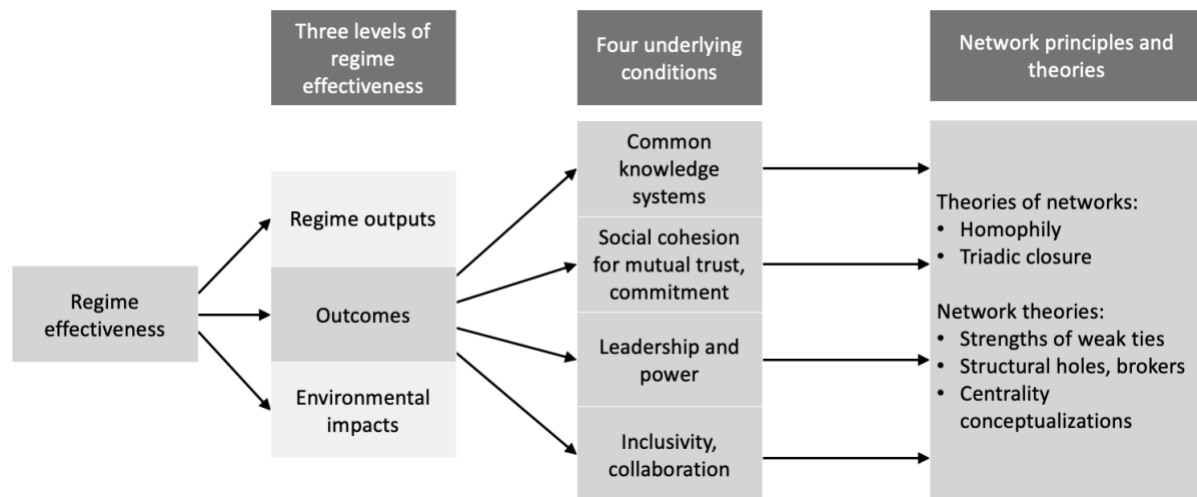 Three levels of
regime
effectiveness
Four underlying
conditions
Network principles and
theories
Regime
effectiveness
Regime outputs
Outcomes
Environmental
impacts
Common
knowledge
systems
Social cohesion
for mutual trust,
commitment
Leadership and
power
Inclusivity,
collaboration
Theories of networks:
• Homophily
• Triadic closure
Network theories:
• Strengths of weak ties
• Structural holes, brokers
• Centrality
conceptualizations